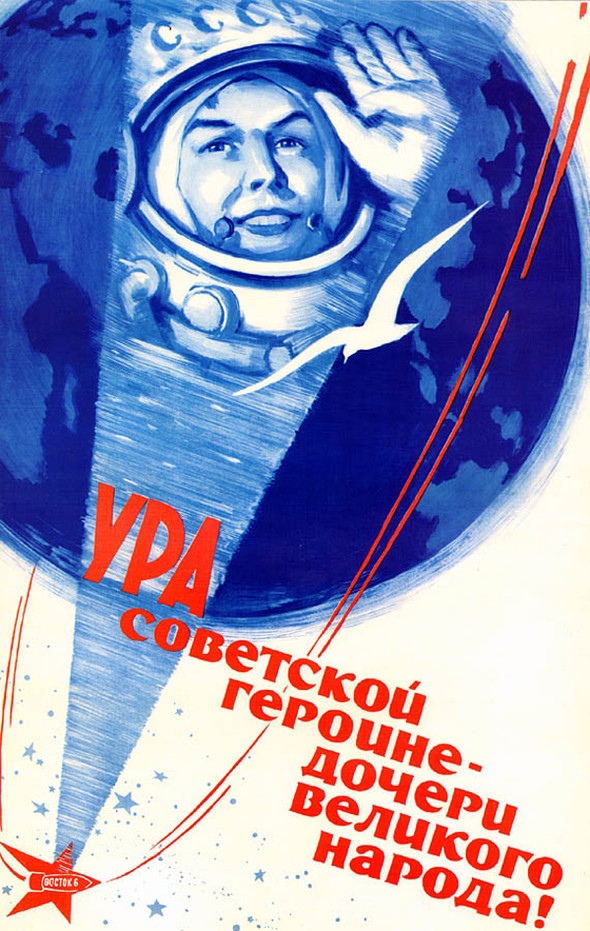 СССР
УРА
советской
героине-
дочери
великого
народа!
ВОСТОК 6